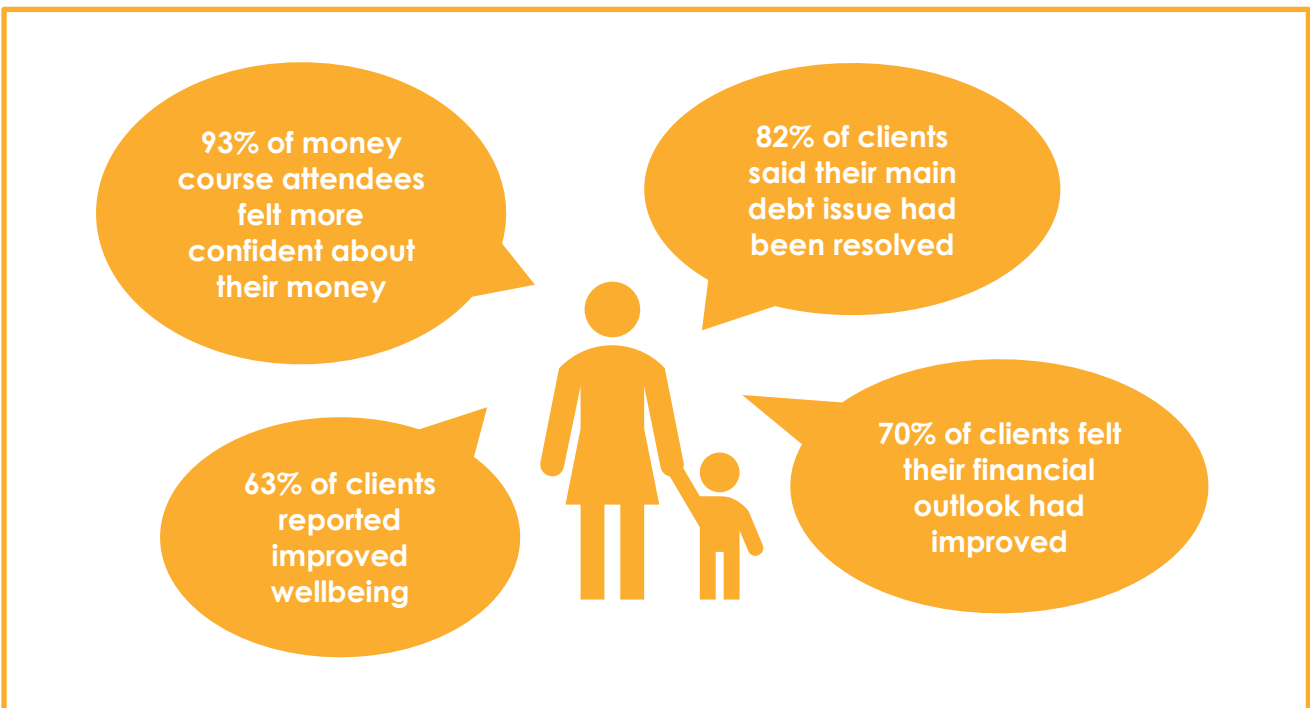 93% of money
course attendees
felt more
confident about
their money
82% of clients
said their main
debt issue had
been resolved
63% of clients
reported
improved
wellbeing
70% of clients felt
their financial
outlook had
improved